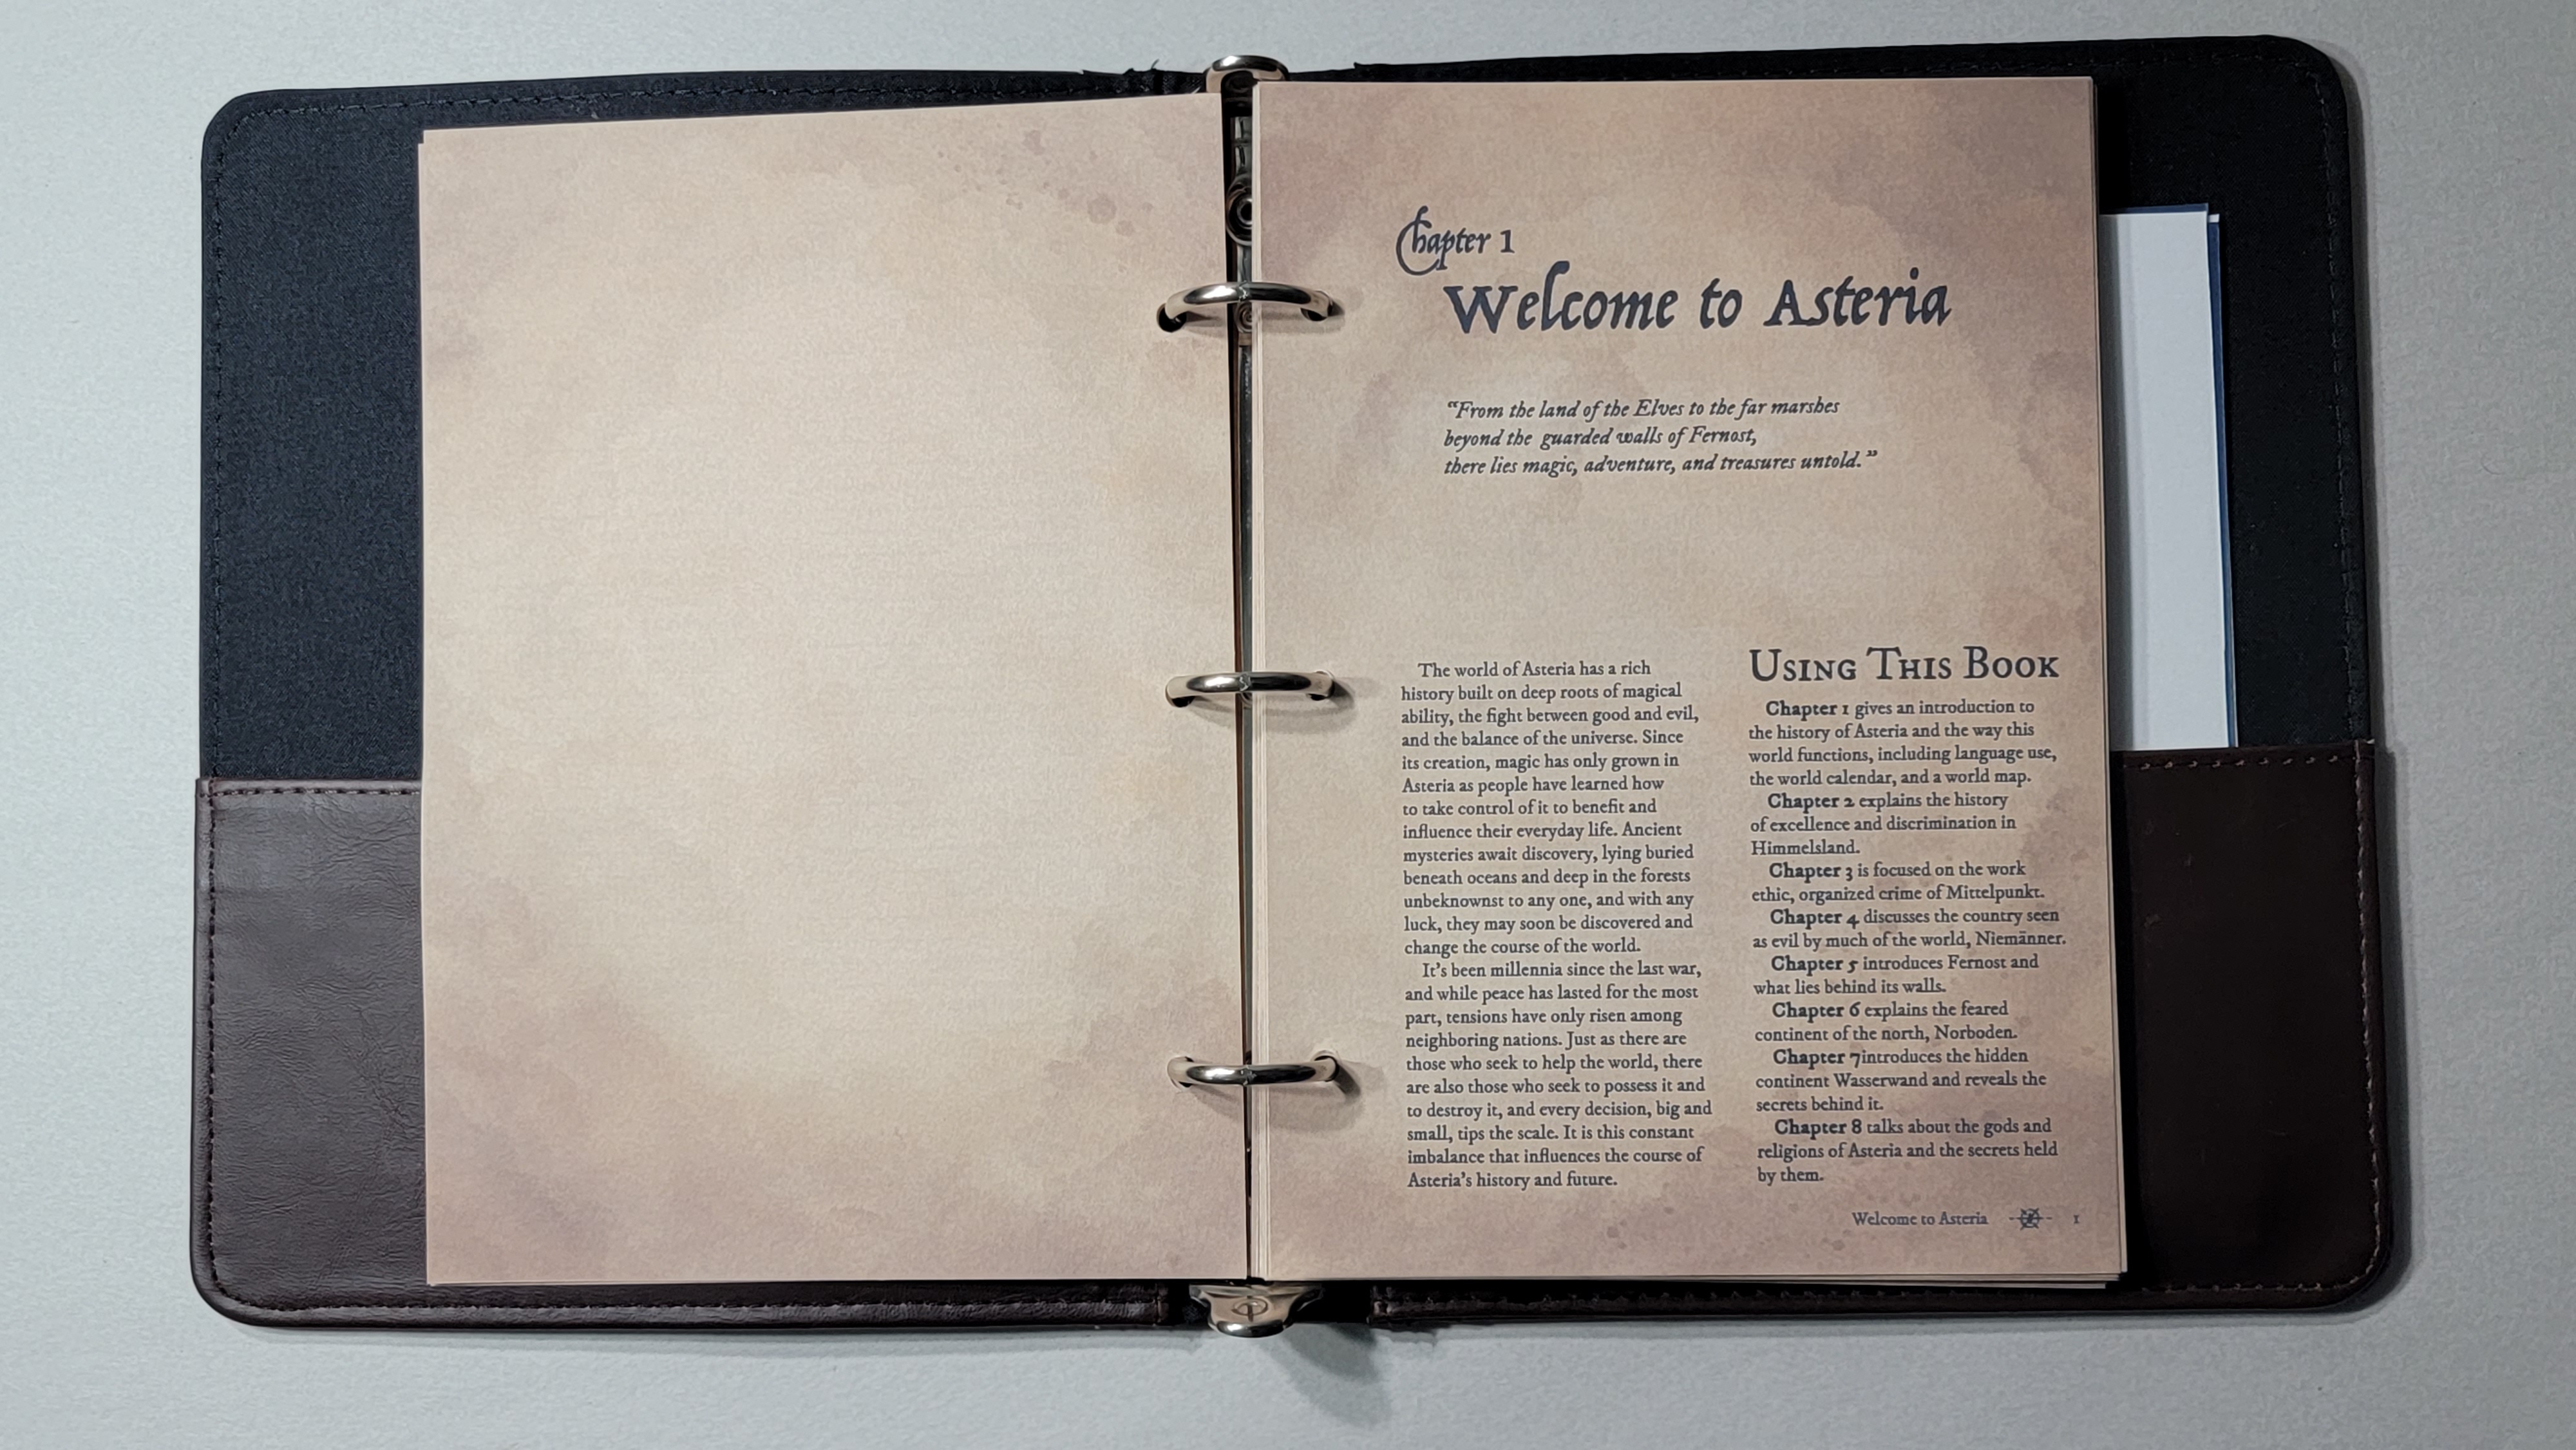 Chapter 1
Welcome to Asteria
“From the land of the Elves to the far marshes
beyond the guarded walls of Fernost,
there lies magic, adventure, and treasures untold.”
The world of Asteria has a rich
history built on deep roots of magical
ability, the fight between good and evil,
and the balance of the universe. Since
its creation, magic has only grown in
Asteria as people have learned how
to take control of it to benefit and
influence their everyday life. Ancient
mysteries await discovery, lying buried
beneath oceans and deep in the forests
unbeknownst to any one, and with any
luck, they may soon be discovered and
change the course of the world.
It’s been millennia since the last war,
and while peace has lasted for the most
part, tensions have only risen among
neighboring nations. Just as there are
those who seek to help the world, there
are also those who seek to possess it and
to destroy it, and every decision, big and
small, tips the scale. It is this constant
imbalance that influences the course of
Asteria’s history and future.
Using This Book
Chapter 1 gives an introduction to
the history of Asteria and the way this
world functions, including language use,
the world calendar, and a world map.
Chapter 2 explains the history
of excellence and discrimination in
Himmelsland.
Chapter 3 is focused on the work
ethic, organized crime of Mittelpunkt.
Chapter 4 discusses the country seen
as evil by much of the world, Niemänner.
Chapter 5 introduces Fernost and
what lies behind its walls.
Chapter 6 explains the feared
continent of the north, Norboden.
Chapter 7introduces the hidden
continent Wasserwand and reveals the
secrets behind it.
Chapter 8 talks about the gods and
religions of Asteria and the secrets held
by them.
Welcome to Asteria 1